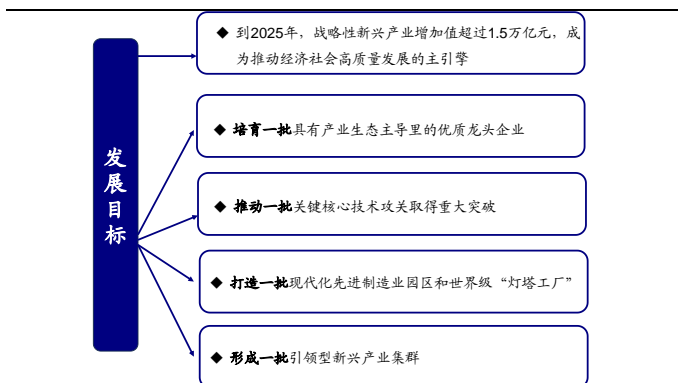 发展目标
◆ 到2025年，战略性新兴产业增加值超过1.5万亿元，成
为推动经济社会高质量发展的主引擎
◆ 培育一批具有产业生态主导里的优质龙头企业
◆ 推动一批关键核心技术攻关取得重大突破
◆ 打造一批现代化先进制造业园区和世界级“灯塔工厂”
◆ 形成一批引领型新兴产业集群